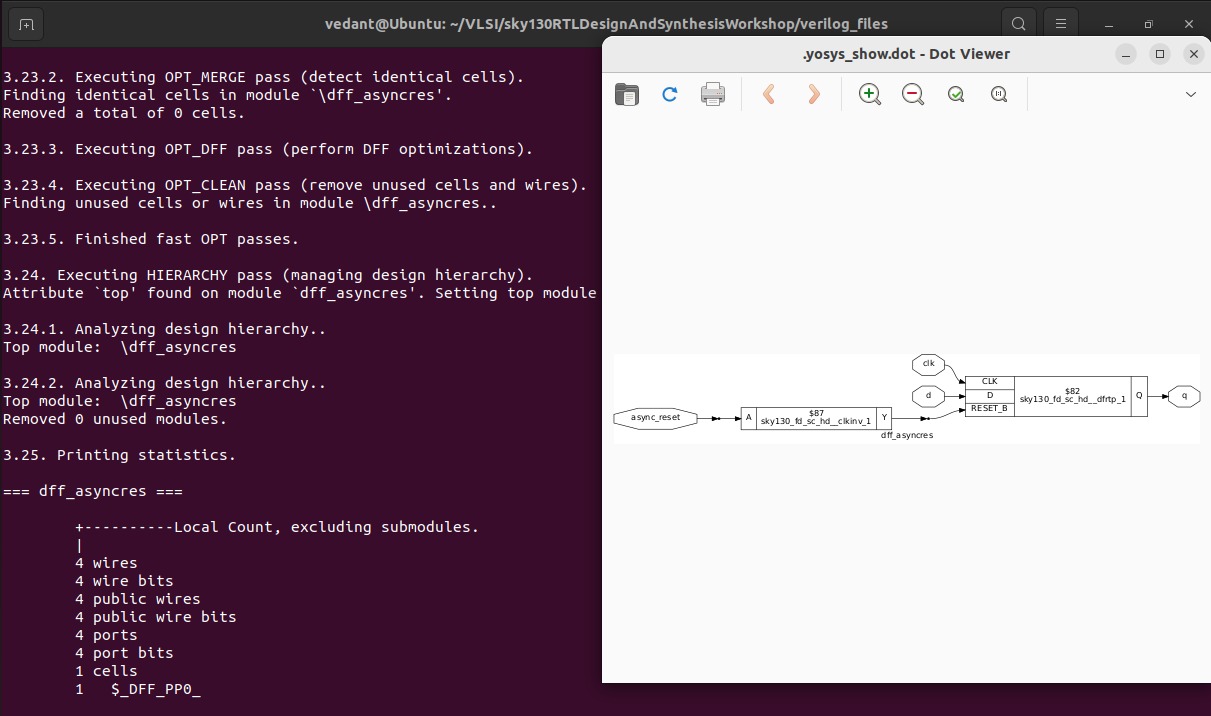 vedant@Ubuntu: ~/VLSI/sky130RTLDesignAndSynthesisWorkshop/verilog_files
3.23.2. Executing OPT_MERGE pass (detect identical cells).
Finding identical cells in module `\dff_asyncres'.
Removed a total of 0 cells.
3.23.3. Executing OPT_DFF pass (perform DFF optimizations).
3.23.4. Executing OPT_CLEAN pass (remove unused cells and wires).
Finding unused cells or wires in module \dff_asyncres..
3.23.5. Finished fast OPT passes.
3.24. Executing HIERARCHY pass (managing design hierarchy).
Attribute `top' found on module `dff_asyncres'. Setting top module
3.24.1. Analyzing design hierarchy..
Top module:  \dff_asyncres
3.24.2. Analyzing design hierarchy..
Top module:  \dff_asyncres
Removed 0 unused modules.
3.25. Printing statistics.
=== dff_asyncres ===
+----------Local Count, excluding submodules.
|
4 wires
4 wire bits
4 public wires
4 public wire bits
4 ports
4 port bits
1 cells
1   $_DFF_PP0_
.yosys_show.dot - Dot Viewer
async_reset
A
$87
sky130_fd_sc_hd__clkinv_1
Y
dff_asyncres
clk
d
CLK
D
RESET_B
$82
sky130_fd_sc_hd__dfrtp_1
Q
q